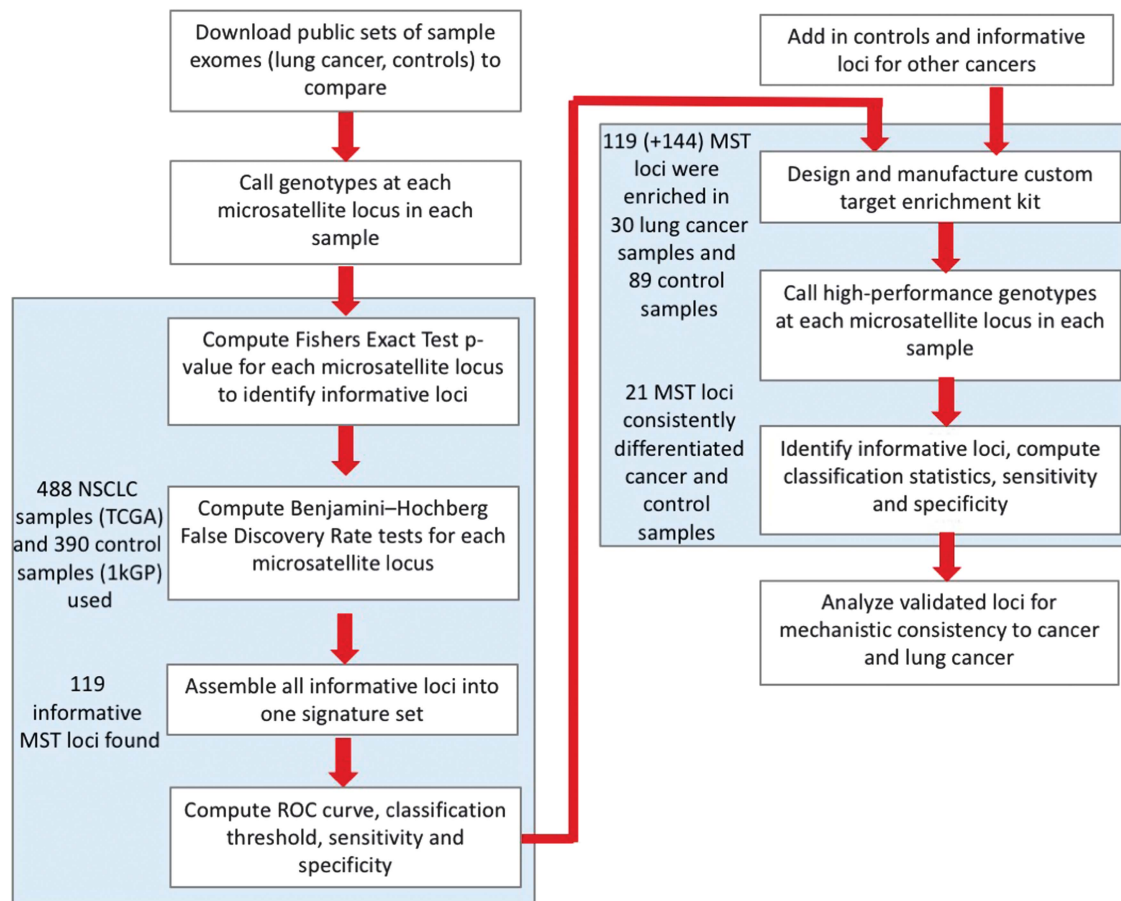 Download public sets of sample
exomes (lung cancer, controls) to
compare
Call genotypes at each
microsatellite locus in each
sample
Compute Fishers Exact Test p-
value for each microsatellite locus
to identify informative loci
488 NSCLC
samples (TCGA)
and 390 control
samples (1kGP)
used
Compute Benjamini–Hochberg
False Discovery Rate tests for each
microsatellite locus
119
informative
MST loci found
Assemble all informative loci into
one signature set
Compute ROC curve, classification
threshold, sensitivity and
specificity
Add in controls and informative
loci for other cancers
119 (+144) MST
loci were
enriched in
30 lung cancer
samples and
89 control
samples
Design and manufacture custom
target enrichment kit
Call high-performance genotypes
at each microsatellite locus in each
sample
21 MST loci
consistently
differentiated
cancer and
control
samples
Identify informative loci, compute
classification statistics, sensitivity
and specificity
Analyze validated loci for
mechanistic consistency to cancer
and lung cancer